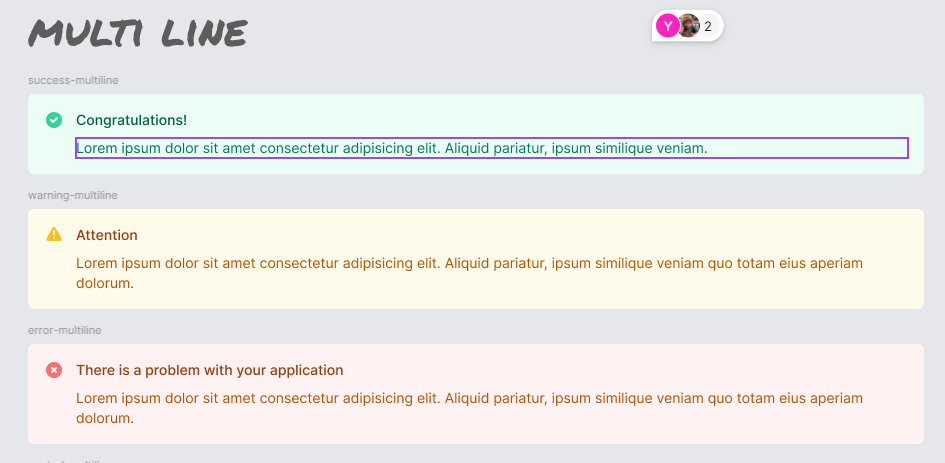 MULTI LINE
Y 2
success-multiline
Congratulations!
Lorem ipsum dolor sit amet consectetur adipisicing elit. Aliquid pariatur, ipsum similique veniam.
warning-multiline
Attention
Lorem ipsum dolor sit amet consectetur adipisicing elit. Aliquid pariatur, ipsum similique veniam quo totam eius aperiam
dolorum.
error-multiline
There is a problem with your application
Lorem ipsum dolor sit amet consectetur adipisicing elit. Aliquid pariatur, ipsum similique veniam quo totam eius aperiam
dolorum.